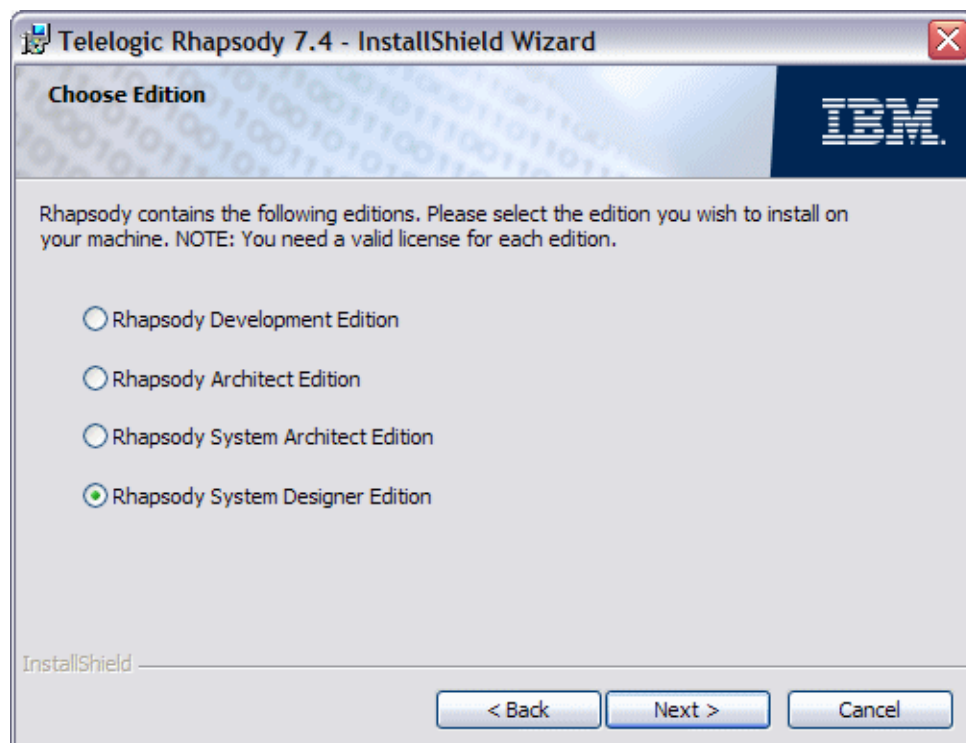 Telelogic Rhapsody 7.4 - InstallShield Wizard
Choose Edition
IBM.
Rhapsody contains the following editions. Please select the edition you wish to install on
your machine. NOTE: You need a valid license for each edition.
Rhapsody Development Edition
Rhapsody Architect Edition
Rhapsody System Architect Edition
Rhapsody System Designer Edition
InstallShield
< Back Next > Cancel